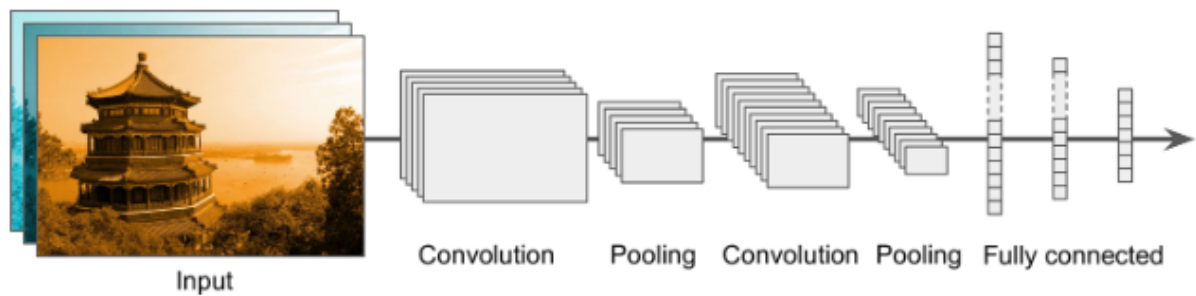 Convolution
Pooling
Convolution
Pooling
Fully connected
Input